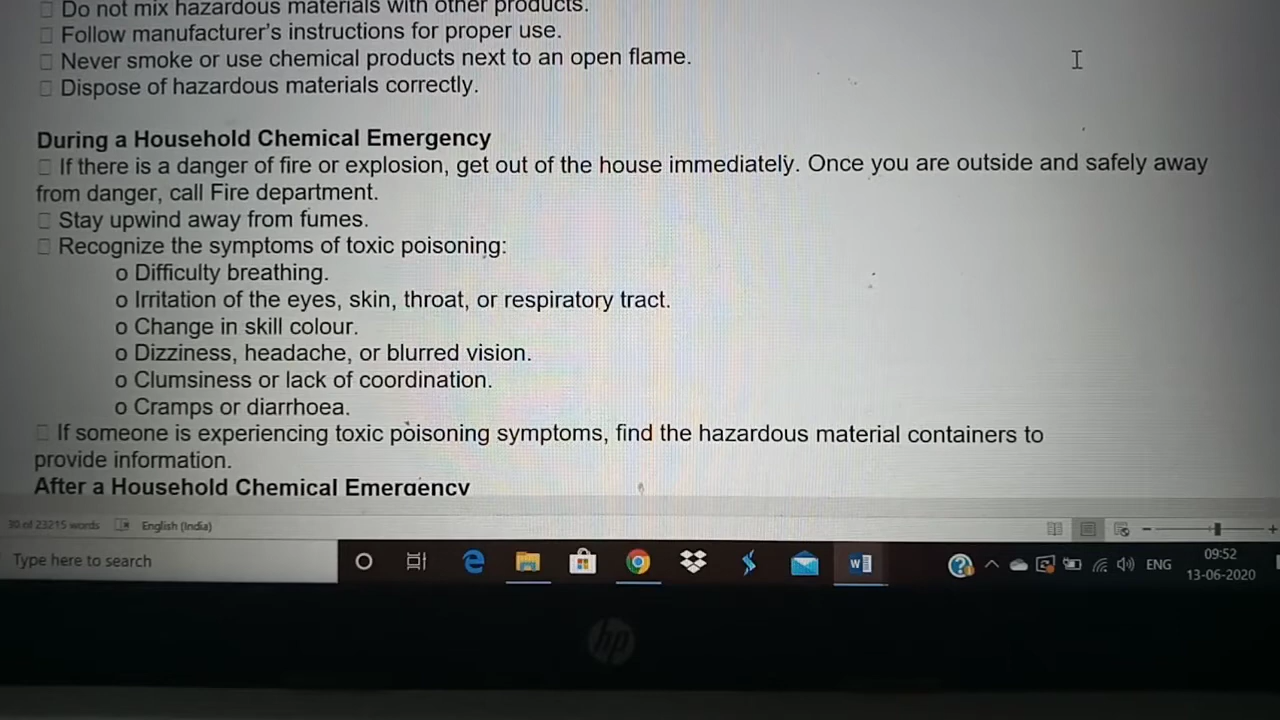 □ Do not mix hazardous materials with other products.
□ Follow manufacturer's instructions for proper use.
□ Never smoke or use chemical products next to an open flame.
□ Dispose of hazardous materials correctly.
During a Household Chemical Emergency
□ If there is a danger of fire or explosion, get out of the house immediately. Once you are outside and safely away
from danger, call Fire department.
□ Stay upwind away from fumes.
□ Recognize the symptoms of toxic poisoning:
o Difficulty breathing.
o Irritation of the eyes, skin, throat, or respiratory tract.
o Change in skill colour.
o Dizziness, headache, or blurred vision.
o Clumsiness or lack of coordination.
o Cramps or diarrhoea.
□ If someone is experiencing toxic poisoning symptoms, find the hazardous material containers to
provide information.
After a Household Chemical Emergency
30 of 23215 words English (India)
Type here to search
ENG
09:52
13-06-2020
hp